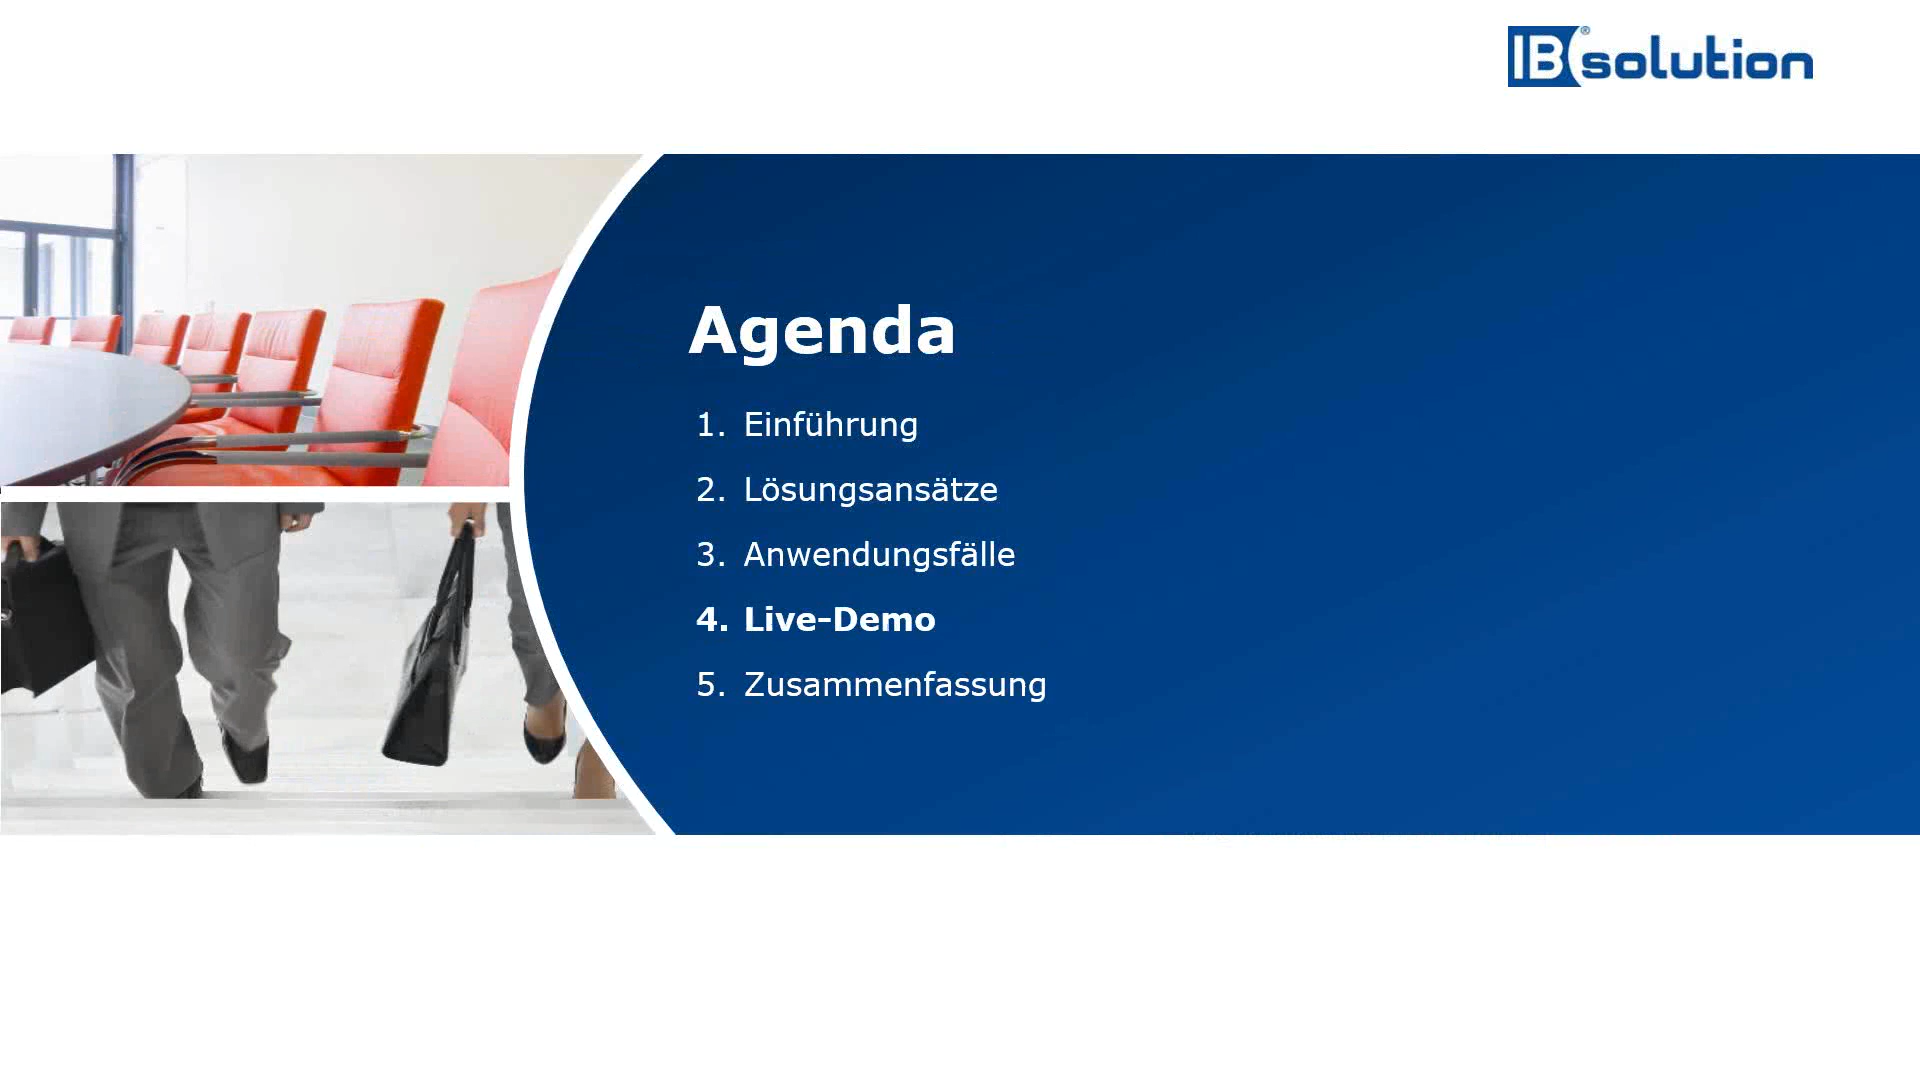 IBsolution®
Agenda
1. Einführung
2. Lösungsansätze
3. Anwendungsfälle
4. Live-Demo
5. Zusammenfassung